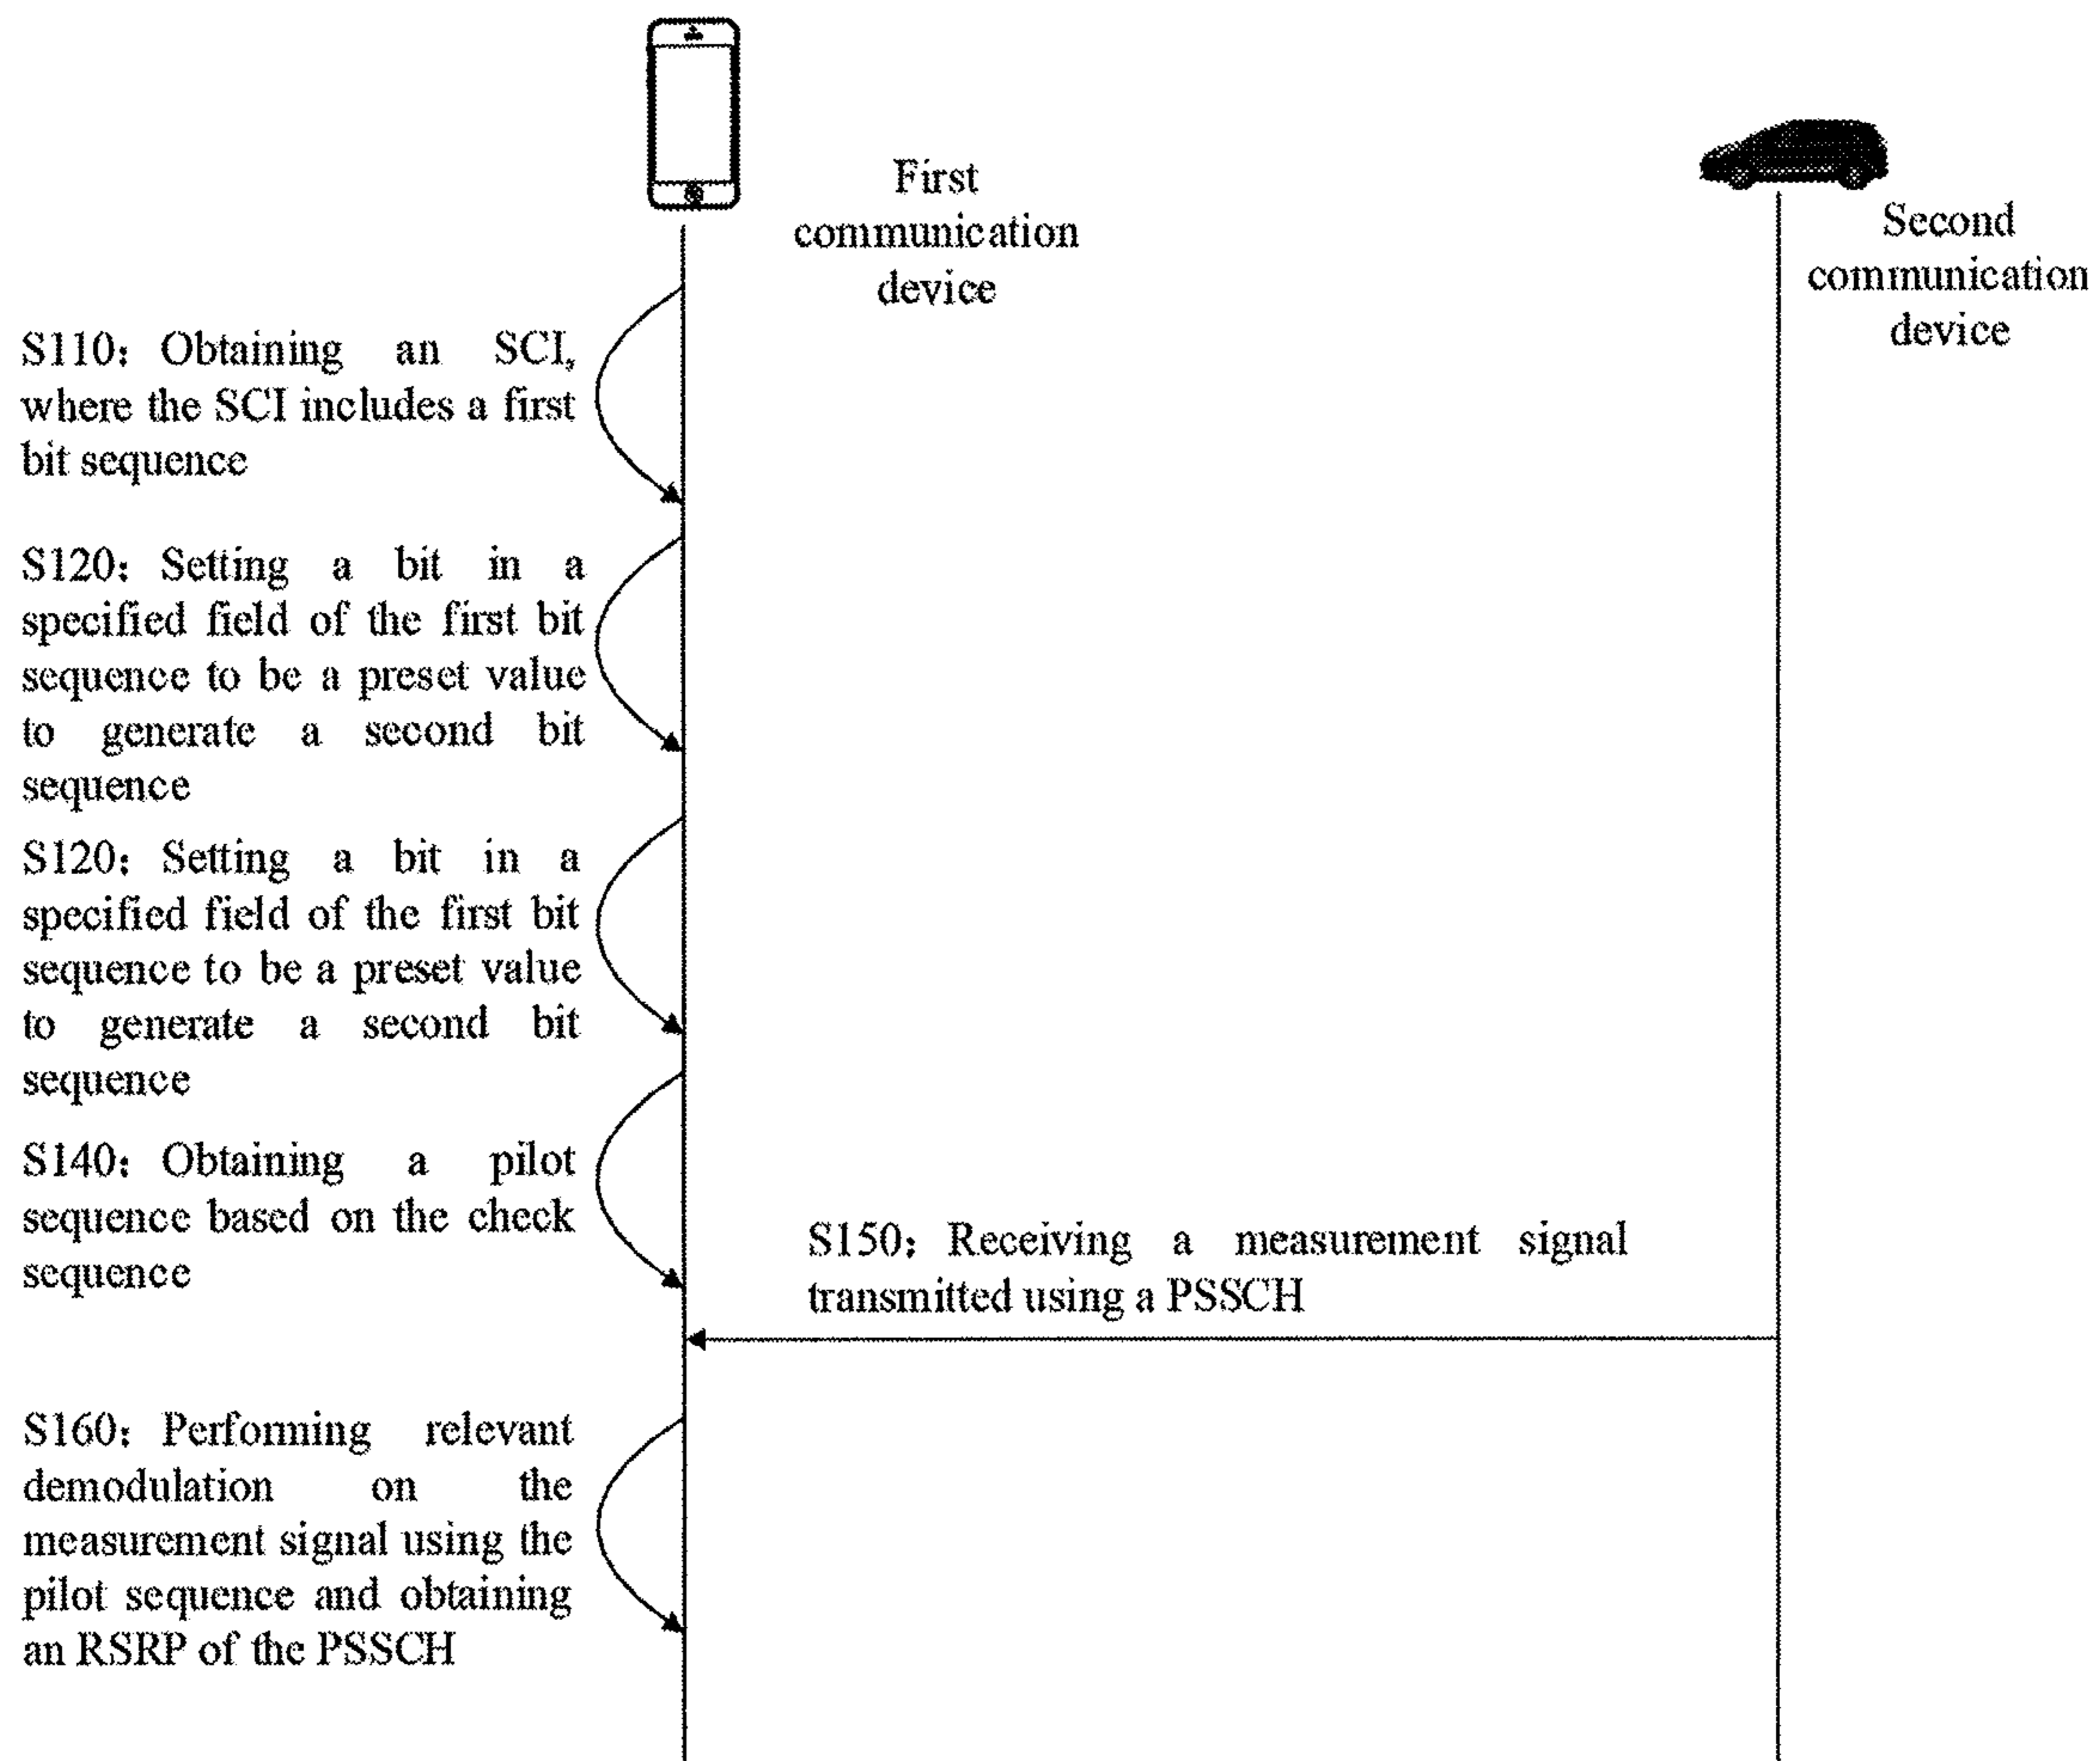 First
communication
device
Second
communication
device
S110: Obtaining an SCI,
where the SCI includes a first
bit sequence
S120: Setting a bit in a
specified field of the first bit
sequence to be a preset value
to generate a second bit
sequence
S120: Setting a bit in a
specified field of the first bit
sequence to be a preset value
to generate a second bit
sequence
S140: Obtaining a pilot
sequence based on the check
sequence
S150: Receiving a measurement signal
transmitted using a PSSCH
S160: Performing relevant
demodulation on the
measurement signal using the
pilot sequence and obtaining
an RSRP of the PSSCH